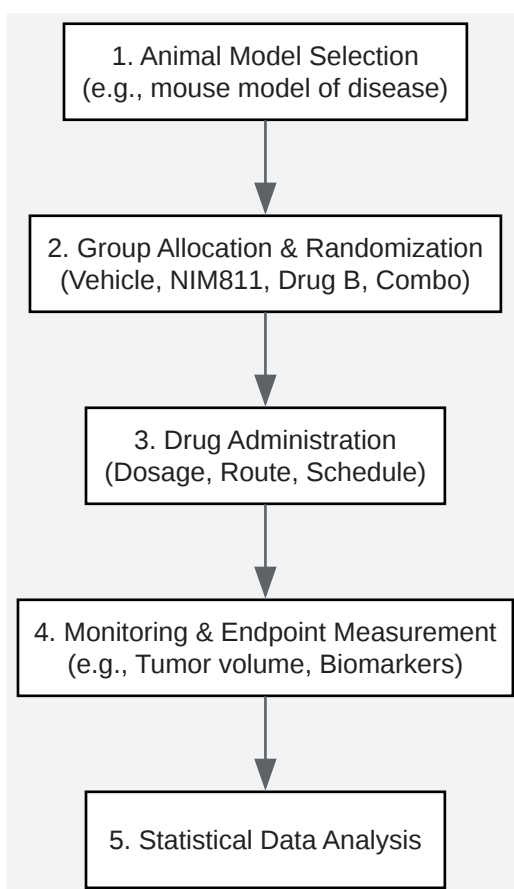 1. Animal Model Selection
(e.g., mouse model of disease)
2. Group Allocation & Randomization
(Vehicle, NIM811, Drug B, Combo)
3. Drug Administration
(Dosage, Route, Schedule)
4. Monitoring & Endpoint Measurement
(e.g., Tumor volume, Biomarkers)
5. Statistical Data Analysis